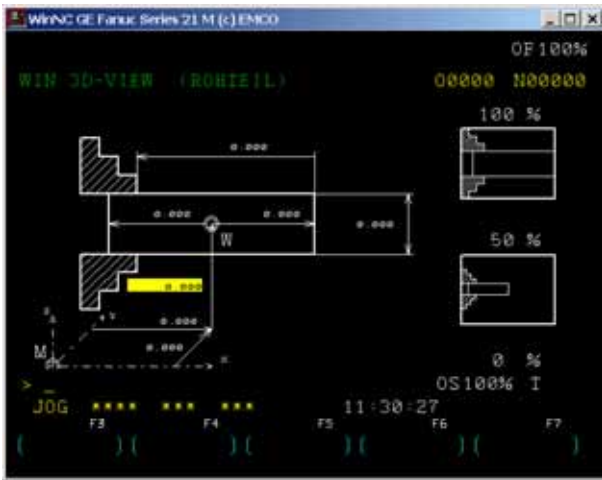 WinNC GE Fanuc Series 21 M (c) EMCO
OF100%
WIN 3D-VIEW (ROHTEIL)
O0000 N00000
100 %
0.000
0.000
0.000
0.000
W
50 %
0.000
0.000
Y
0.000
M
X
0 %
> _
OS100% T
JOG **** *** ***
11:30:27
F3 F4 F5 F6 F7
( )( )( )( )( )